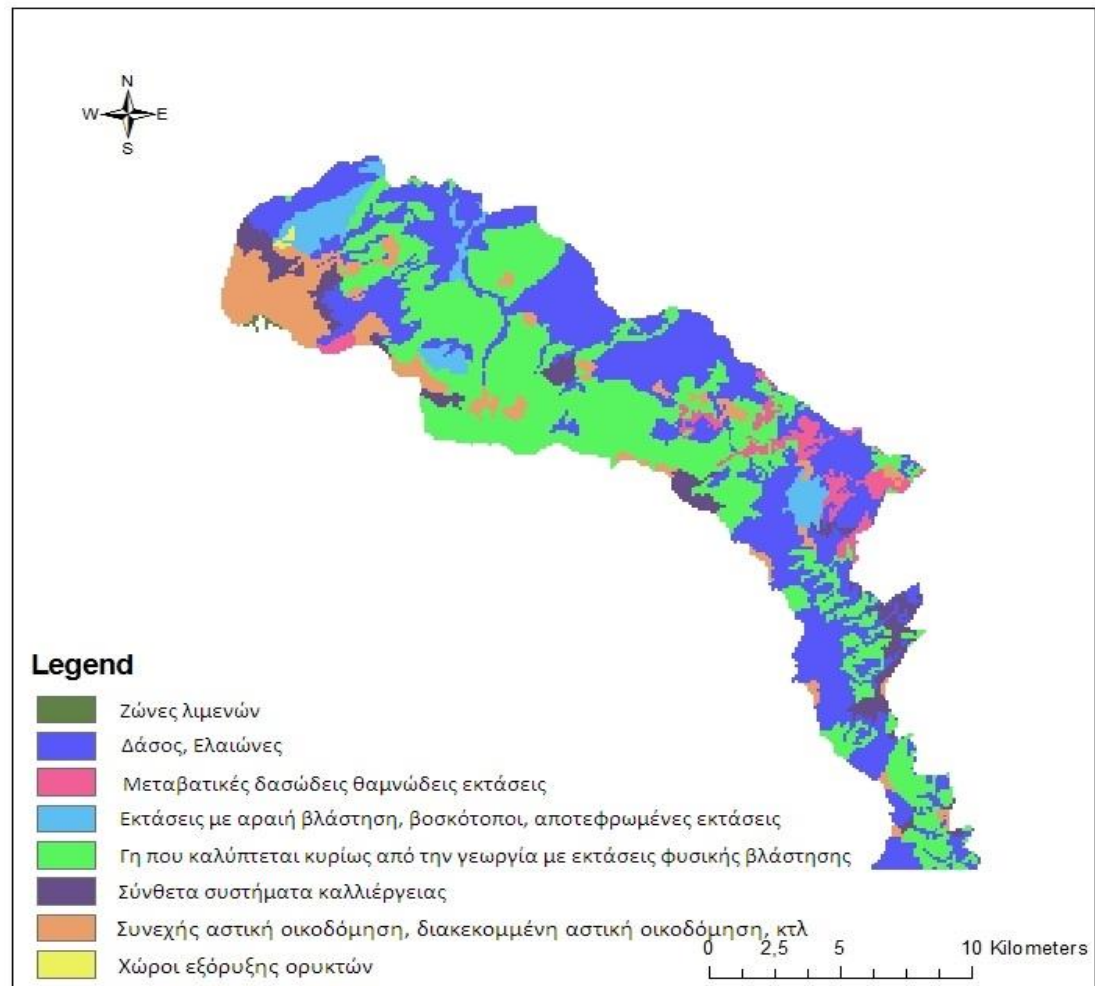 N
W E
S
Legend
Ζώνες λιμενών
Δάσος, Ελαιώνες
Μεταβατικές δασώδεις θαμνώδεις εκτάσεις
Εκτάσεις με αραιή βλάστηση, βοσκότοποι, αποτεφρωμένες εκτάσεις
Γη που καλύπτεται κυρίως από την γεωργία με εκτάσεις φυσικής βλάστησης
Σύνθετα συστήματα καλλιέργειας
Συνεχής αστική οικοδόμηση, διακεκομμένη αστική οικοδόμηση, κτλ
Χώροι εξόρυξης ορυκτών
0 2,5 5 10 Kilometers